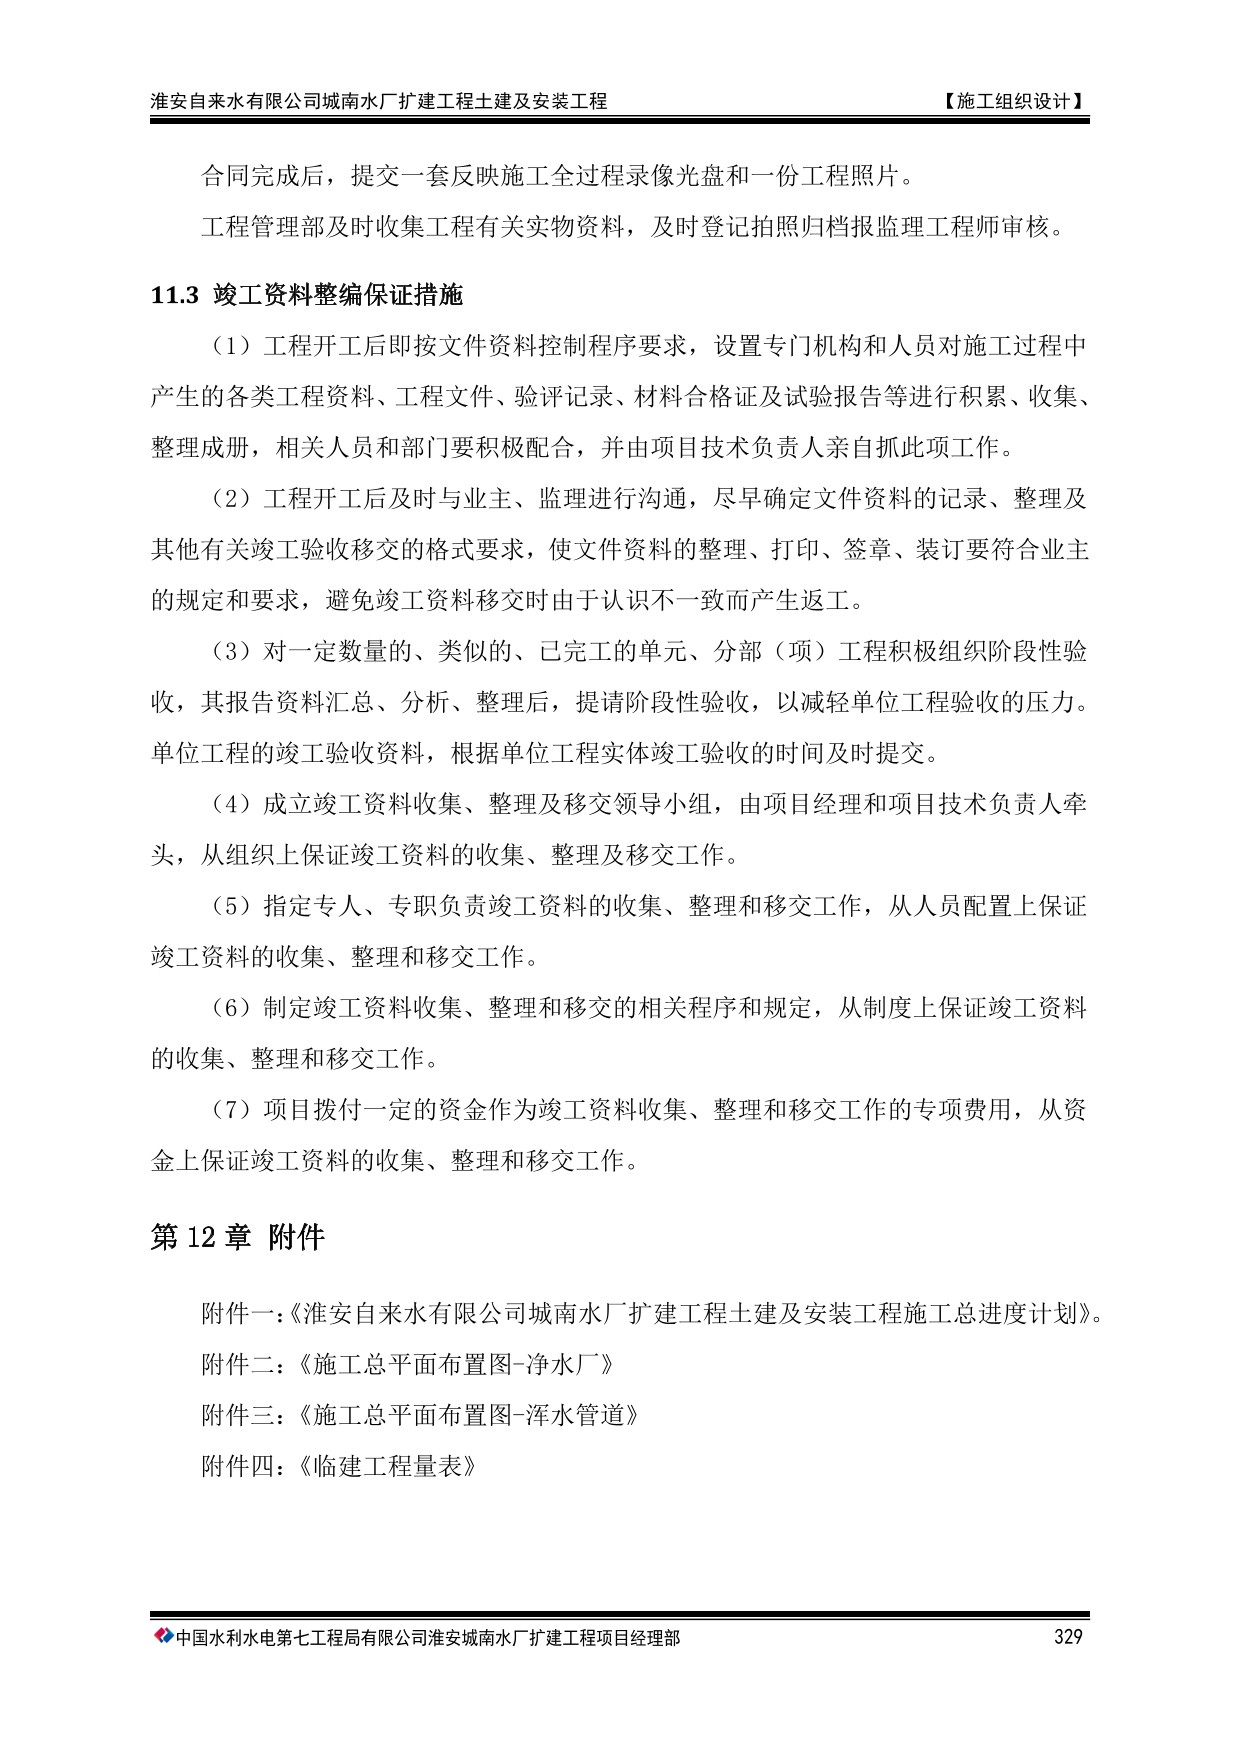 淮安自来水有限公司城南水厂扩建工程土建及安装工程 【施工组织设计】
合同完成后，提交一套反映施工全过程录像光盘和一份工程照片。
工程管理部及时收集工程有关实物资料，及时登记拍照归档报监理工程师审核。
11.3 竣工资料整编保证措施
（1）工程开工后即按文件资料控制程序要求，设置专门机构和人员对施工过程中
产生的各类工程资料、工程文件、验评记录、材料合格证及试验报告等进行积累、收集、
整理成册，相关人员和部门要积极配合，并由项目技术负责人亲自抓此项工作。
（2）工程开工后及时与业主、监理进行沟通，尽早确定文件资料的记录、整理及
其他有关竣工验收移交的格式要求，使文件资料的整理、打印、签章、装订要符合业主
的规定和要求，避免竣工资料移交时由于认识不一致而产生返工。
（3）对一定数量的、类似的、已完工的单元、分部（项）工程积极组织阶段性验
收，其报告资料汇总、分析、整理后，提请阶段性验收，以减轻单位工程验收的压力。
单位工程的竣工验收资料，根据单位工程实体竣工验收的时间及时提交。
（4）成立竣工资料收集、整理及移交领导小组，由项目经理和项目技术负责人牵
头，从组织上保证竣工资料的收集、整理及移交工作。
（5）指定专人、专职负责竣工资料的收集、整理和移交工作，从人员配置上保证
竣工资料的收集、整理和移交工作。
（6）制定竣工资料收集、整理和移交的相关程序和规定，从制度上保证竣工资料
的收集、整理和移交工作。
（7）项目拨付一定的资金作为竣工资料收集、整理和移交工作的专项费用，从资
金上保证竣工资料的收集、整理和移交工作。
第 12 章 附件
附件一：《淮安自来水有限公司城南水厂扩建工程土建及安装工程施工总进度计划》。
附件二：《施工总平面布置图-净水厂》
附件三：《施工总平面布置图-浑水管道》
附件四：《临建工程量表》
中国水利水电第七工程局有限公司淮安城南水厂扩建工程项目经理部 329